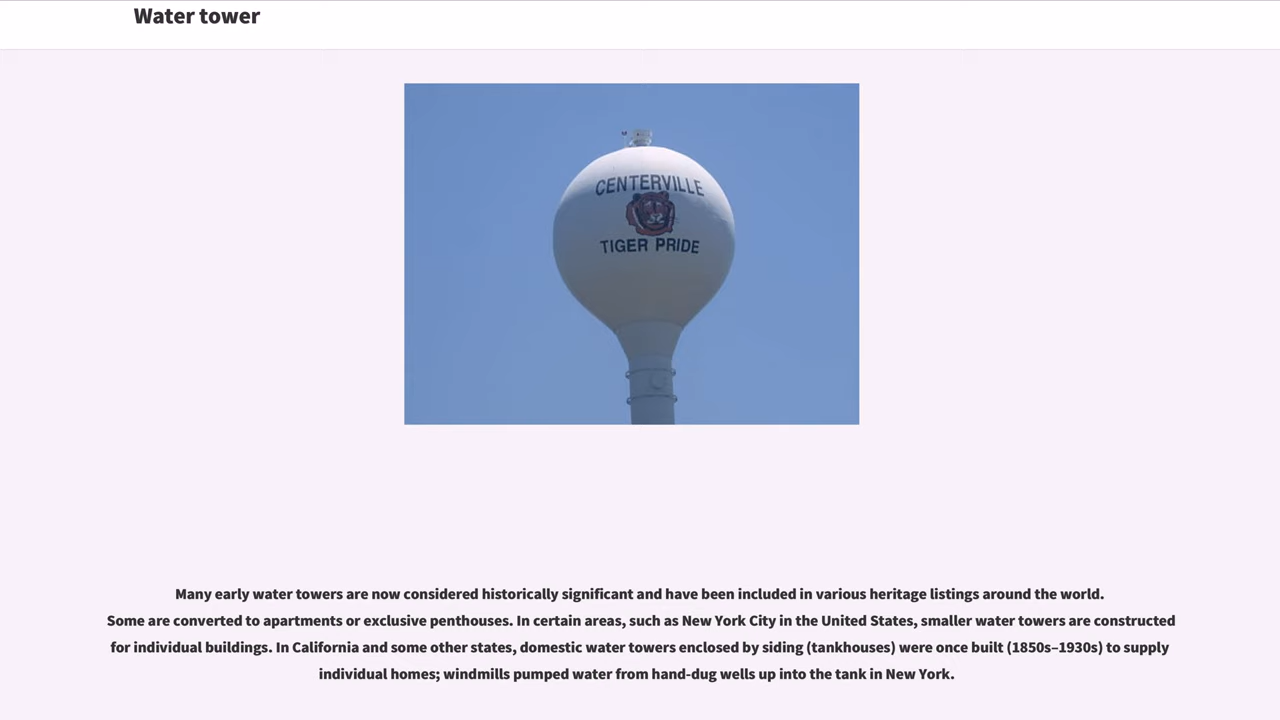 Water tower
CENTERVILLE
TIGER PRIDE
Many early water towers are now considered historically significant and have been included in various heritage listings around the world.
Some are converted to apartments or exclusive penthouses. In certain areas, such as New York City in the United States, smaller water towers are constructed
for individual buildings. In California and some other states, domestic water towers enclosed by siding (tankhouses) were once built (1850s–1930s) to supply
individual homes; windmills pumped water from hand-dug wells up into the tank in New York.